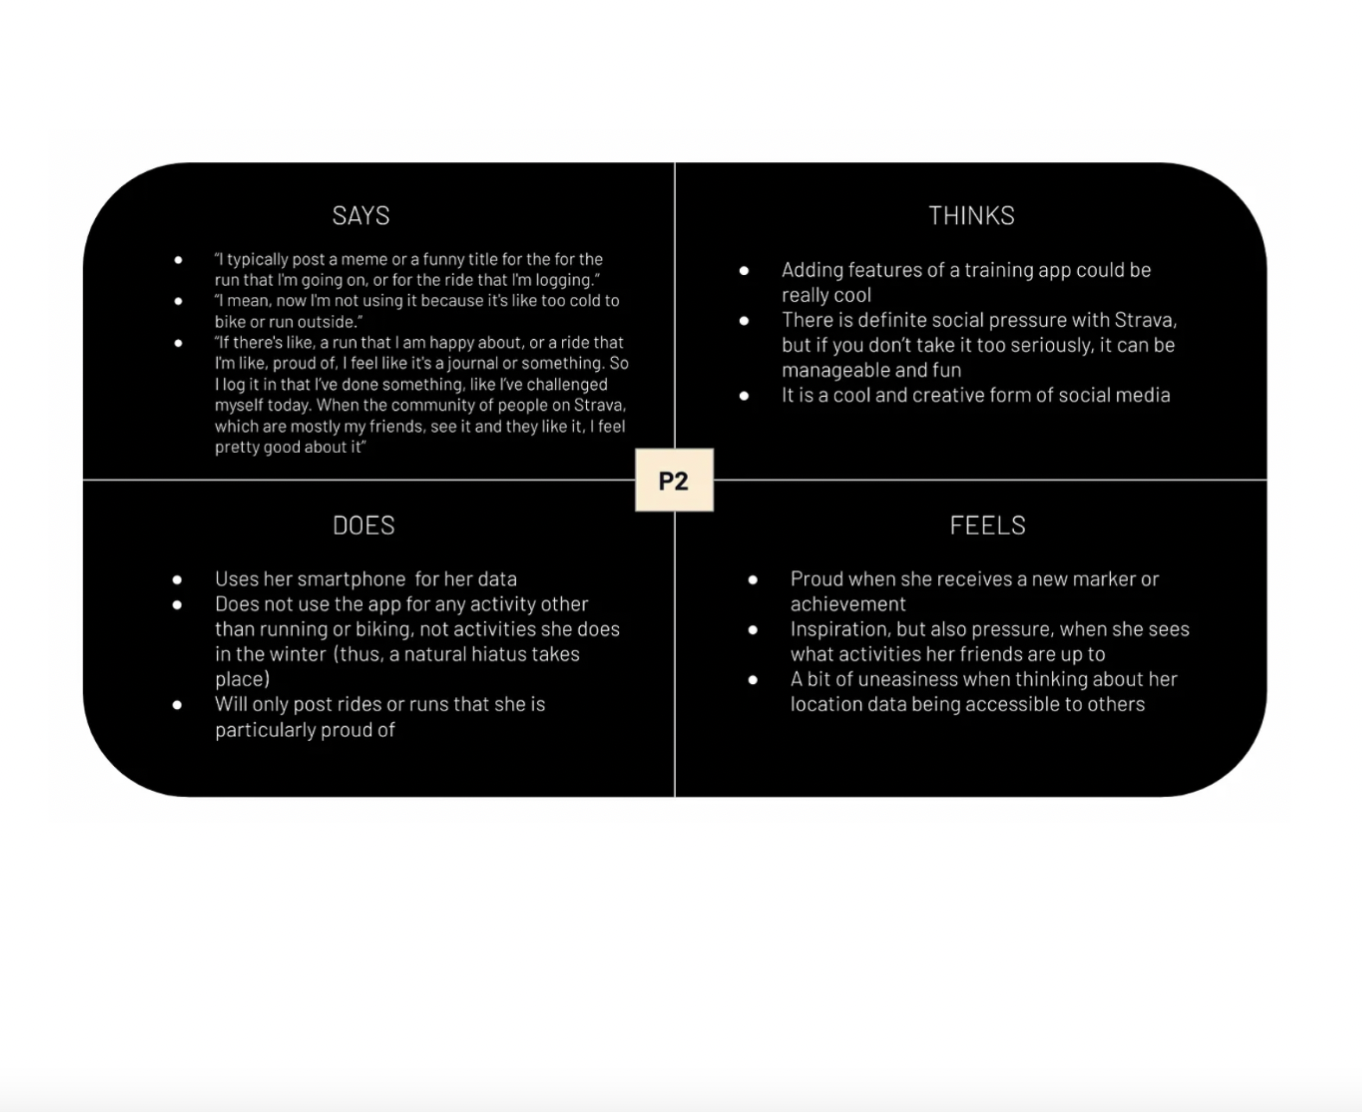 SAYS
“I typically post a meme or a funny title for the for the
run that I'm going on, or for the ride that I'm logging.”
“I mean, now I'm not using it because it's like too cold to
bike or run outside.”
“If there's like, a run that I am happy about, or a ride that
I'm like, proud of, I feel like it's a journal or something. So
I log it in that I've done something, like I've challenged
myself today. When the community of people on Strava,
which are mostly my friends, see it and they like it, I feel
pretty good about it”
THINKS
Adding features of a training app could be
really cool
There is definite social pressure with Strava,
but if you don't take it too seriously, it can be
manageable and fun
It is a cool and creative form of social media
P2
DOES
Uses her smartphone for her data
Does not use the app for any activity other
than running or biking, not activities she does
in the winter (thus, a natural hiatus takes
place)
Will only post rides or runs that she is
particularly proud of
FEELS
Proud when she receives a new marker or
achievement
Inspiration, but also pressure, when she sees
what activities her friends are up to
A bit of uneasiness when thinking about her
location data being accessible to others